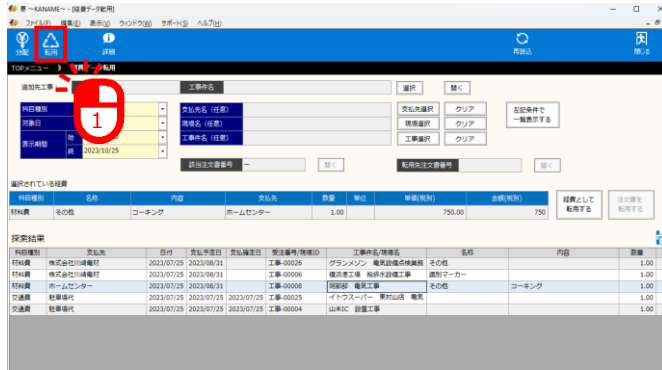 要 ～KANAME～ - [経費データ転用]
ファイル(F) 編集(E) 表示(V) ウィンドウ(W) サポート(S) ヘルプ(H)
分配 転用 詳細 再読込 閉じる
TOPメニュー 経費データ転用
追加先工事 工事件名 選択 開く
科目種別 支払先名（任意） 支払先選択 クリア 左記条件で一覧表示する
対象日 現場名（任意） 現場選択 クリア
表示期間 始 工事件名（任意） 工事選択 クリア
終 2023/10/25
1
該当注文書番号 － 開く 転用先注文書番号 開く
選択されている経費
科目種別 名称 内容 支払先 数量 単位 単価(税別) 金額(税別) 経費として転用する 注文書を転用する
材料費 その他 コーキング ホームセンター 1.00 750.00 750
探索結果
科目種別 支払先 日付 支払予定日 支払確定日 受注番号/現場ID 工事件名/現場名 名称 内容 数量
材料費 株式会社川崎電材 2023/07/25 2023/08/31 工事-00026 グランメゾン 電気設備点検業務 その他 1.00
材料費 株式会社川崎電材 2023/07/25 2023/08/31 工事-00006 横浜港工場 給排水設備工事 識別マーカー 1.00
材料費 ホームセンター 2023/07/25 2023/08/31 工事-00008 岡部邸 電気工事 その他 コーキング 1.00
交通費 駐車場代 2023/07/25 2023/07/25 2023/07/25 工事-00025 イトウスーパー 東村山店 電気 1.00
交通費 駐車場代 2023/07/25 2023/07/25 2023/07/25 工事-00004 山本IC 設置工事 1.00